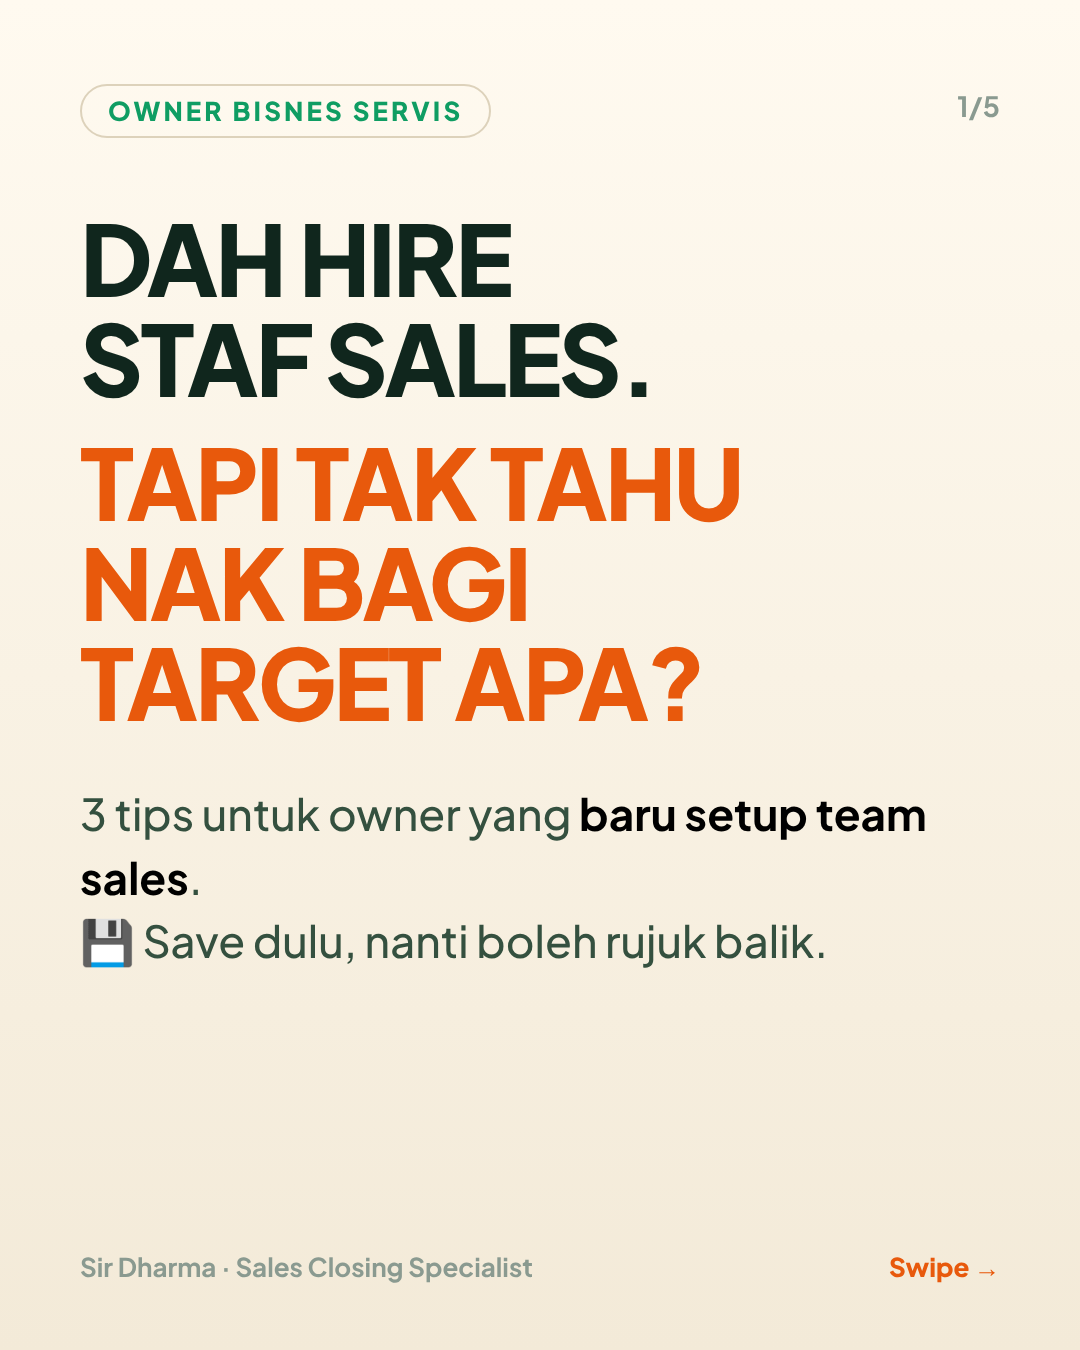 OWNER BISNES SERVIS
1/5
DAH HIRE
STAF SALES.
TAPI TAK TAHU
NAK BAGI
TARGET APA?
3 tips untuk owner yang baru setup team
sales.
💾 Save dulu, nanti boleh rujuk balik.
Sir Dharma · Sales Closing Specialist
Swipe →